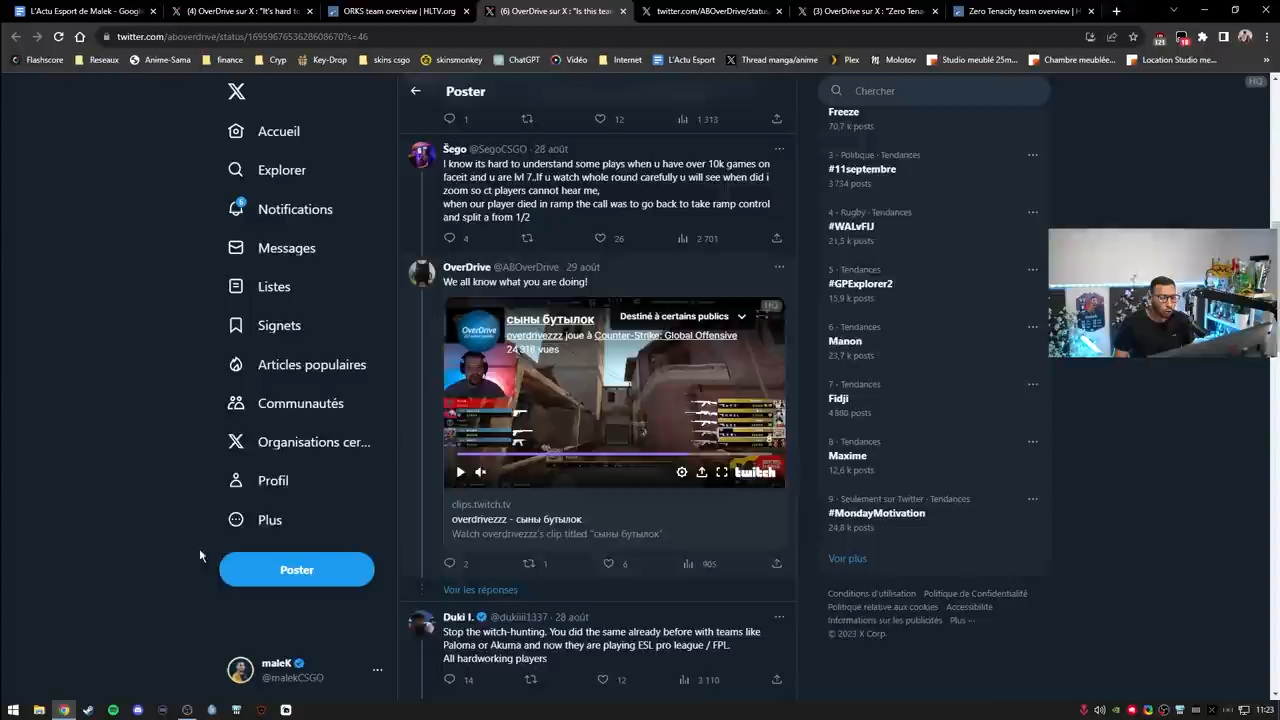 L'Actu Esport de Malek - Google
(4) OverDrive sur X : "It's hard to
ORKS team overview | HLTV.org
(6) OverDrive sur X : "Is this tea
twitter.com/ABOverDrive/status
(3) OverDrive sur X : "Zero Tena
Zero Tenacity team overview | H
twitter.com/aboverdrive/status/1695967653628608670?s=46
Flashscore
Reseaux
Anime-Sama
finance
Cryp
Key-Drop
skins csgo
skinsmonkey
ChatGPT
Vidéo
Internet
L'Actu Esport
Thread manga/anime
Plex
Molotov
Studio meublé 25m...
Chambre meublée...
Location Studio me...
Accueil
Explorer
6
Notifications
Messages
Listes
Signets
Articles populaires
Communautés
Organisations cer...
Profil
Plus
Poster
maleK
@malekCSGO
Poster
1
12
1 313
Šego @SegoCSGO · 28 août
I know its hard to understand some plays when u have over 10k games on
faceit and u are lvl 7..If u watch whole round carefully u will see when did i
zoom so ct players cannot hear me,
when our player died in ramp the call was to go back to take ramp control
and split a from 1/2
4
26
2 701
OverDrive @ABOverDrive · 29 août
We all know what you are doing!
HQ
OverDrive
сыны бутылок
Destiné à certains publics
overdrivezzz joue à Counter-Strike: Global Offensive
24 318 vues
twitch
clips.twitch.tv
overdrivezzz - сыны бутылок
Watch overdrivezzz's clip titled "сыны бутылок"
2
1
6
905
Voir les réponses
Duki I. @dukiiii1337 · 28 août
Stop the witch-hunting. You did the same already before with teams like
Paloma or Akuma and now they are playing ESL pro league / FPL.
All hardworking players
14
12
3 110
Chercher
HQ
Freeze
70,7 k posts
3 · Politique · Tendances
#11septembre
3 734 posts
4 · Rugby · Tendances
#WALvFIJ
21,5 k posts
5 · Tendances
#GPExplorer2
15,9 k posts
6 · Tendances
Manon
23,7 k posts
7 · Tendances
Fidji
4 880 posts
8 · Tendances
Maxime
12,6 k posts
9 · Seulement sur Twitter · Tendances
#MondayMotivation
24,8 k posts
Voir plus
Conditions d'utilisation Politique de Confidentialité
Politique relative aux cookies Accessibilité
Informations sur les publicités Plus ···
© 2023 X Corp.
11:23